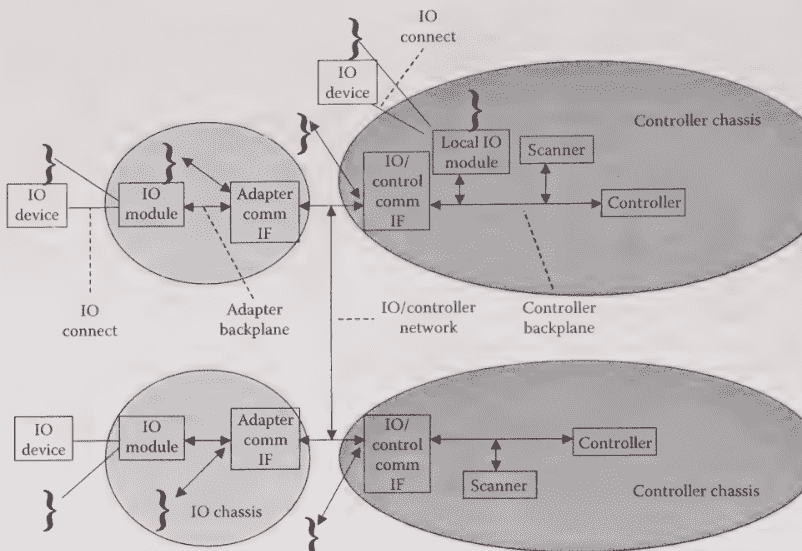 IO
connect
IO
device
Controller chassis
Local IO
module
Scanner
IO/
control
comm
IF
Controller
IO
device
IO
module
Adapter
comm
IF
IO
connect
Adapter
backplane
IO/controller
network
Controller
backplane
IO
device
IO
module
Adapter
comm
IF
IO/
control
comm
IF
Controller
Scanner
IO chassis
Controller chassis